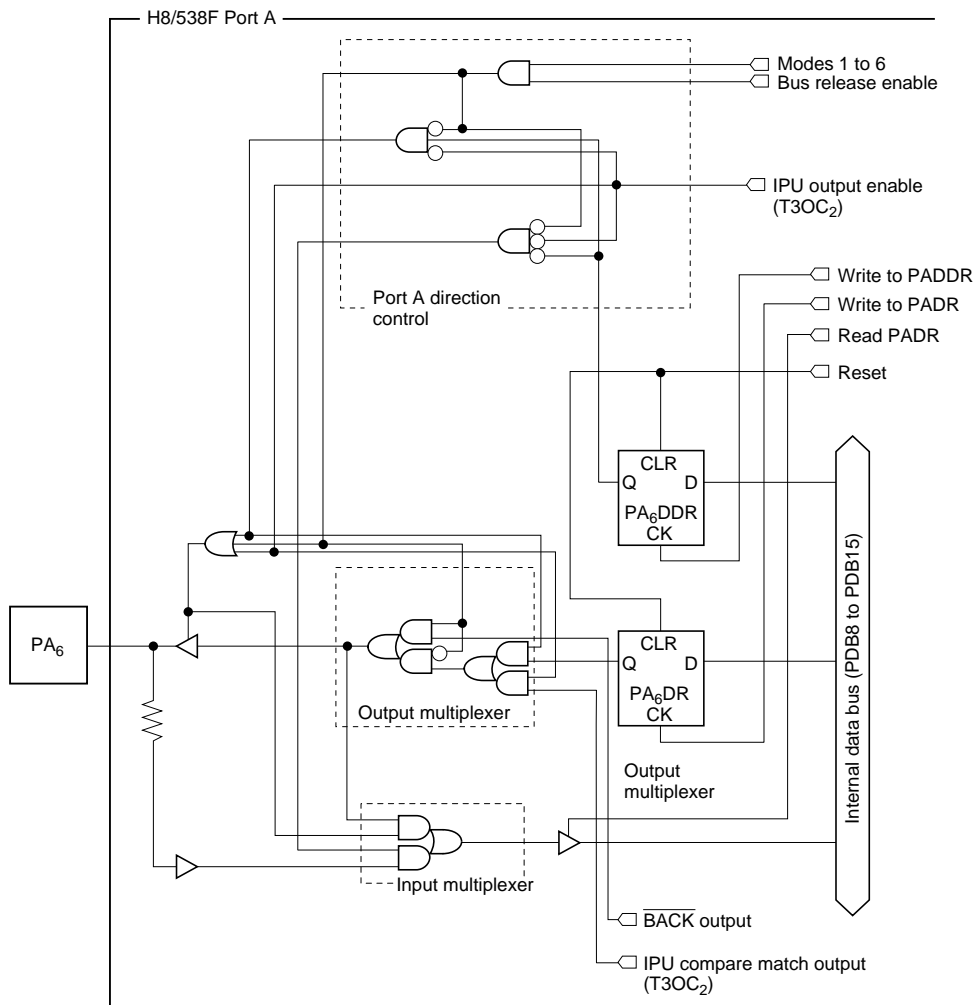 H8/538F Port A
Modes 1 to 6
Bus release enable
IPU output enable
(T3OC2)
Port A direction
control
Write to PADDR
Write to PADR
Read PADR
Reset
CLR
Q D
PA6DDR
CK
PA6
CLR
Q D
PA6DR
CK
Output multiplexer
Output
multiplexer
Internal data bus (PDB8 to PDB15)
Input multiplexer
BACK output
IPU compare match output
(T3OC2)